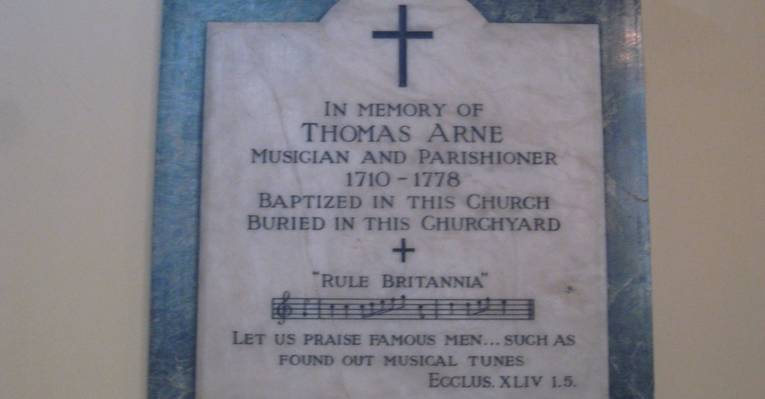 IN MEMORY OF
THOMAS ARNE
MUSICIAN AND PARISHIONER
1710 - 1778
BAPTIZED IN THIS CHURCH
BURIED IN THIS CHURCHYARD
"RULE BRITANNIA"
LET US PRAISE FAMOUS MEN... SUCH AS
FOUND OUT MUSICAL TUNES
ECCLUS. XLIV 1.5.